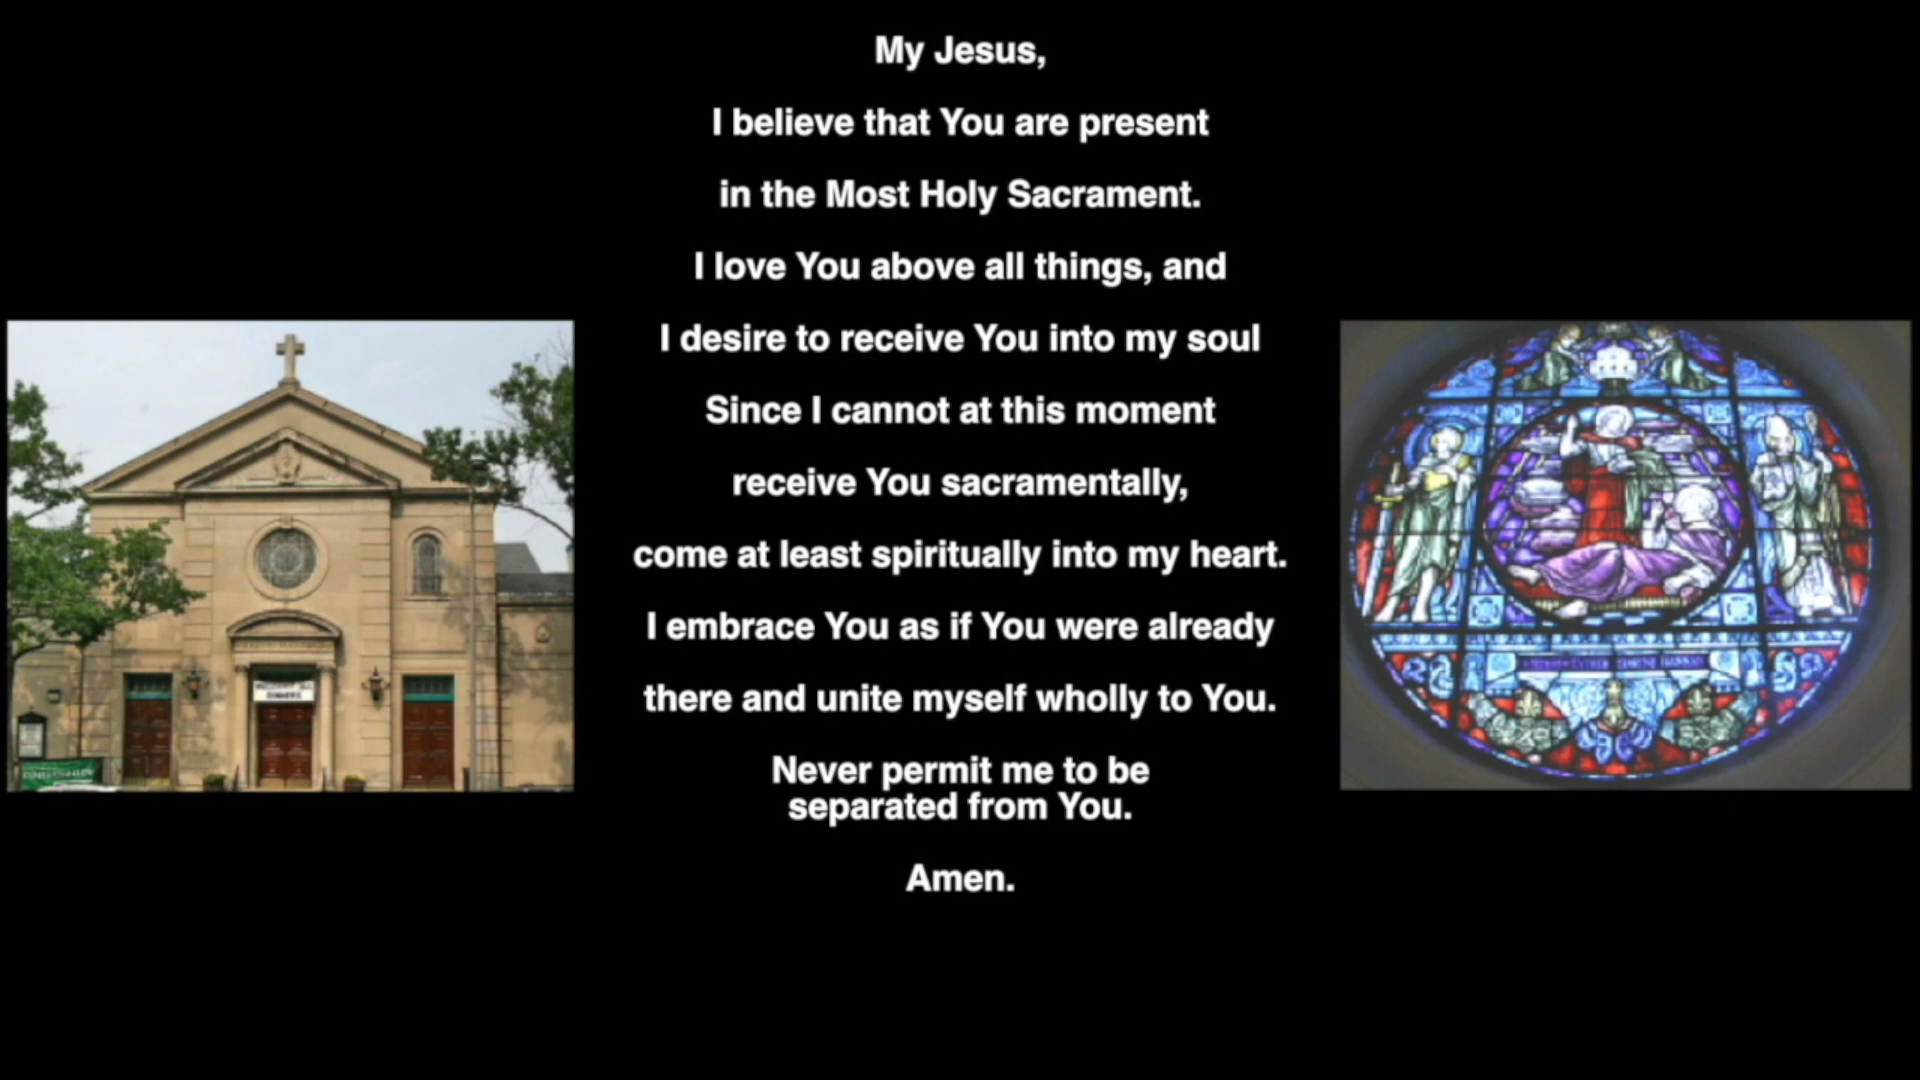 My Jesus,
I believe that You are present
in the Most Holy Sacrament.
I love You above all things, and
I desire to receive You into my soul
Since I cannot at this moment
receive You sacramentally,
come at least spiritually into my heart.
I embrace You as if You were already
there and unite myself wholly to You.
Never permit me to be
separated from You.
Amen.